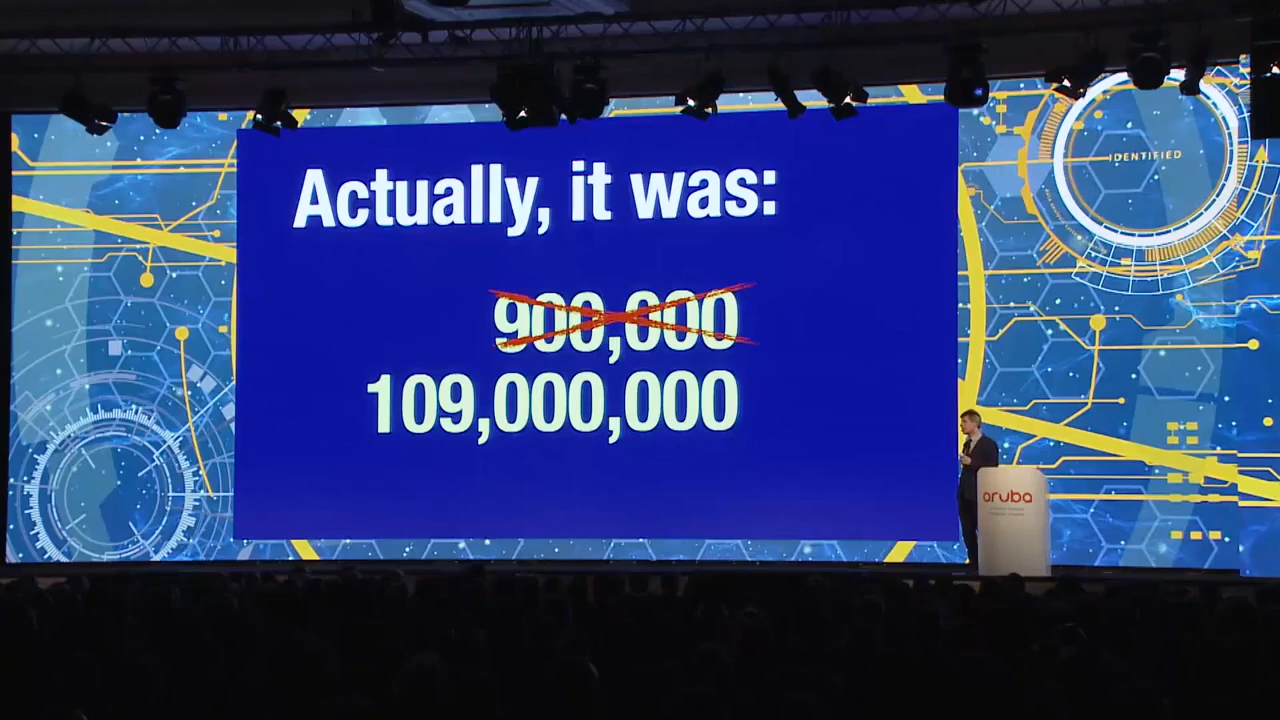 Actually, it was:
900,000
109,000,000
IDENTIFIED
aruba